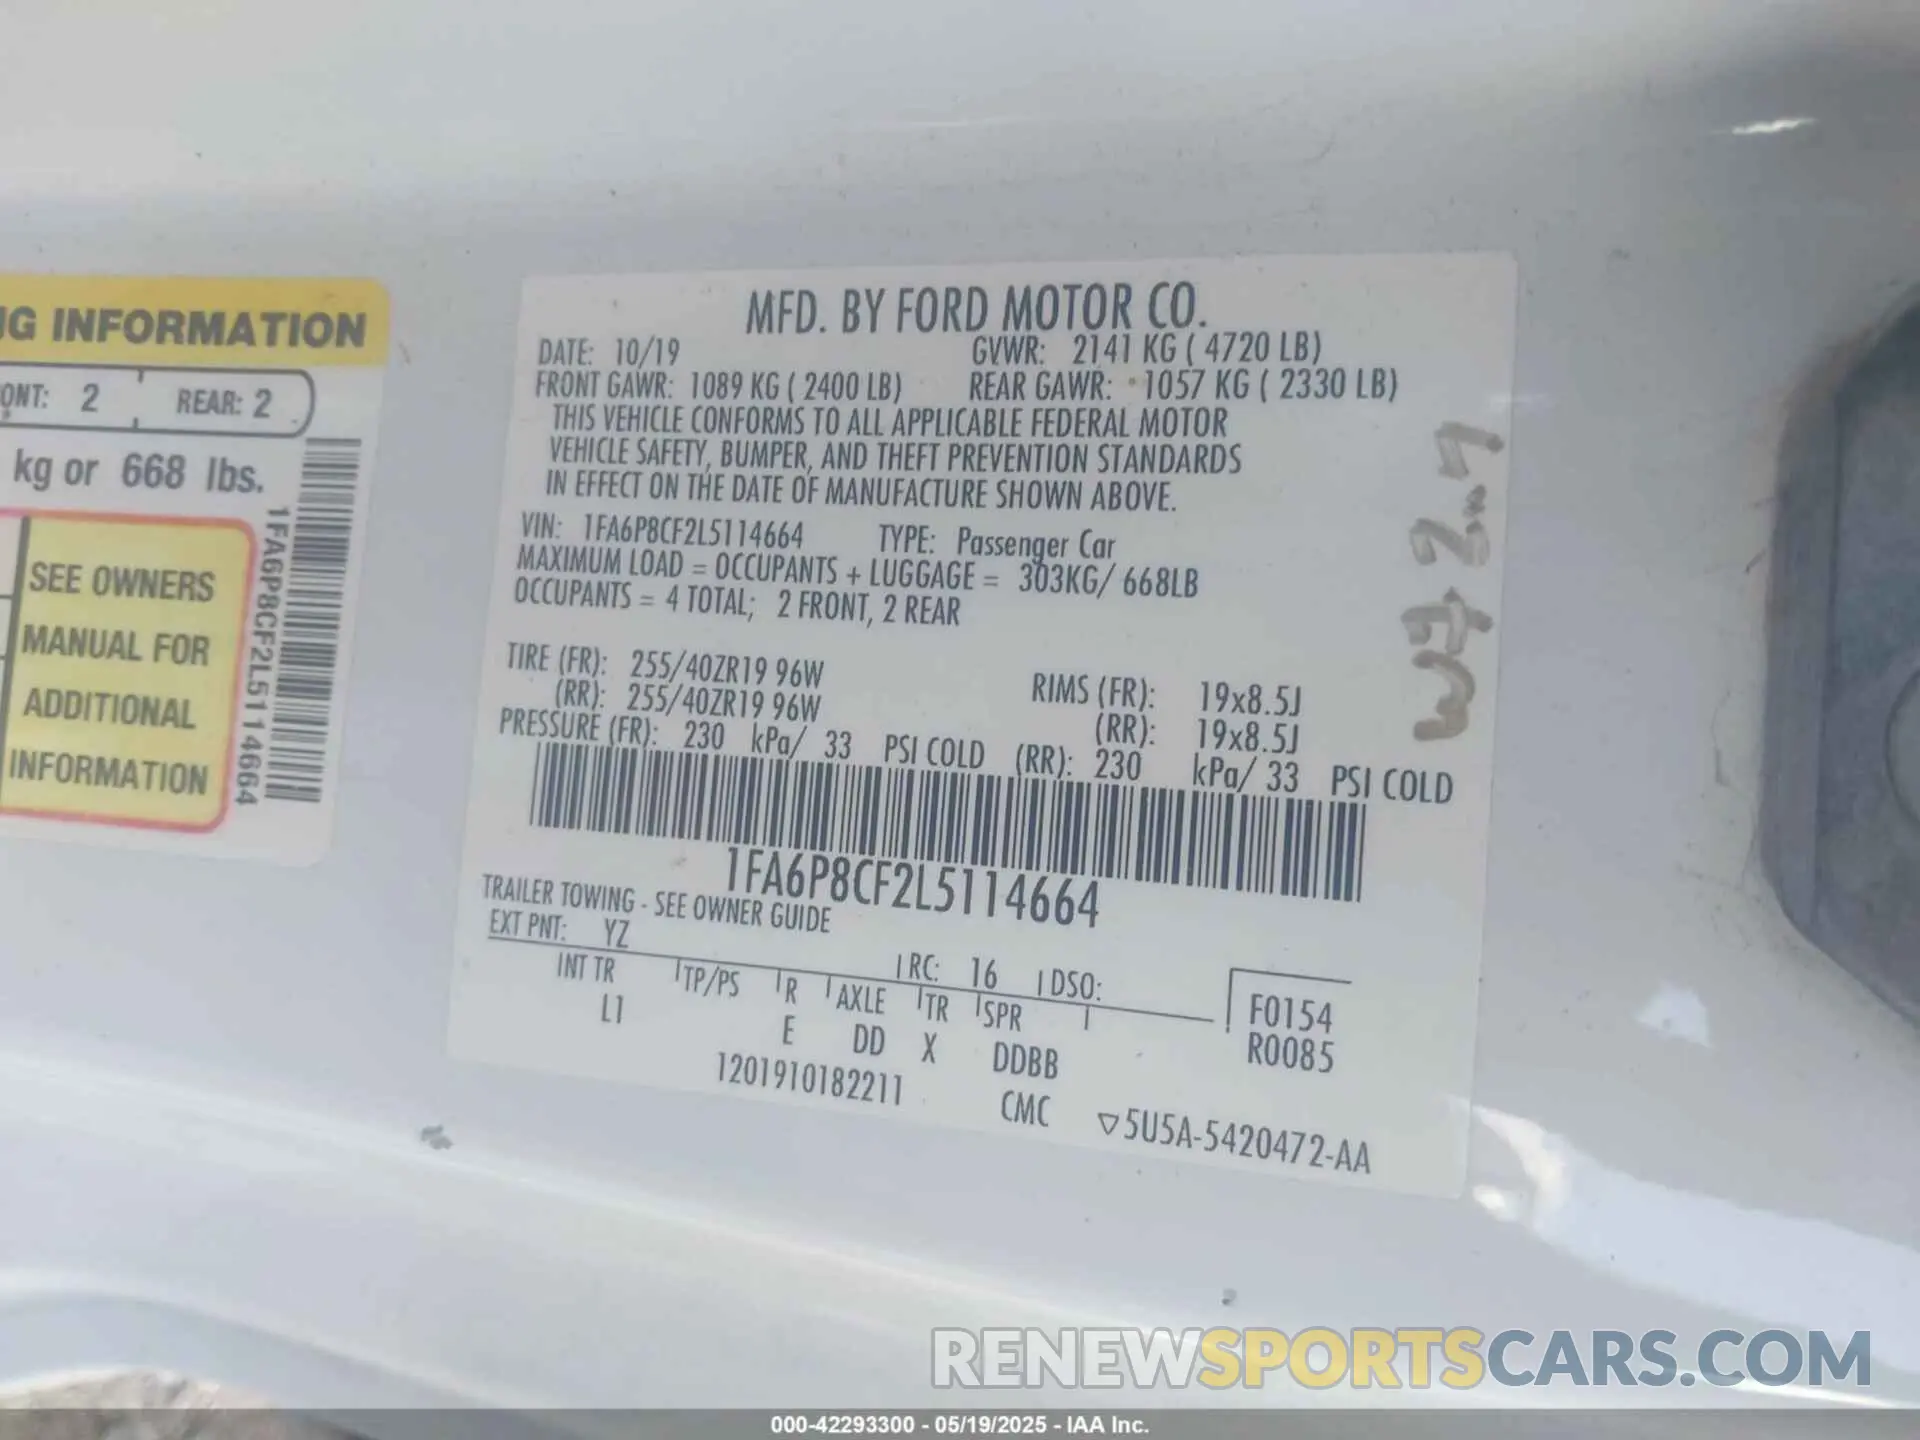 NG INFORMATION
ONT: 2 REAR: 2
kg or 668 lbs.
SEE OWNERS
MANUAL FOR
ADDITIONAL
INFORMATION
1FA6P8CF2L5114664
MFD. BY FORD MOTOR CO.
DATE: 10/19 GVWR: 2141 KG ( 4720 LB)
FRONT GAWR: 1089 KG ( 2400 LB) REAR GAWR: 1057 KG ( 2330 LB)
THIS VEHICLE CONFORMS TO ALL APPLICABLE FEDERAL MOTOR
VEHICLE SAFETY, BUMPER, AND THEFT PREVENTION STANDARDS
IN EFFECT ON THE DATE OF MANUFACTURE SHOWN ABOVE.
VIN: 1FA6P8CF2L5114664 TYPE: Passenger Car
MAXIMUM LOAD = OCCUPANTS + LUGGAGE = 303KG/ 668LB
OCCUPANTS = 4 TOTAL; 2 FRONT, 2 REAR
TIRE (FR): 255/40ZR19 96W RIMS (FR): 19x8.5J
(RR): 255/40ZR19 96W (RR): 19x8.5J
PRESSURE (FR): 230 kPa/ 33 PSI COLD (RR): 230 kPa/ 33 PSI COLD
1FA6P8CF2L5114664
TRAILER TOWING - SEE OWNER GUIDE
EXT PNT: YZ RC: 16 DSO:
INT TR TP/PS R AXLE TR SPR F0154
L1 E DD X DDBB R0085
1201910182211 CMC ▽5U5A-5420472-AA
RENEWSPORTSCARS.COM
000-42293300 - 05/19/2025 - IAA Inc.